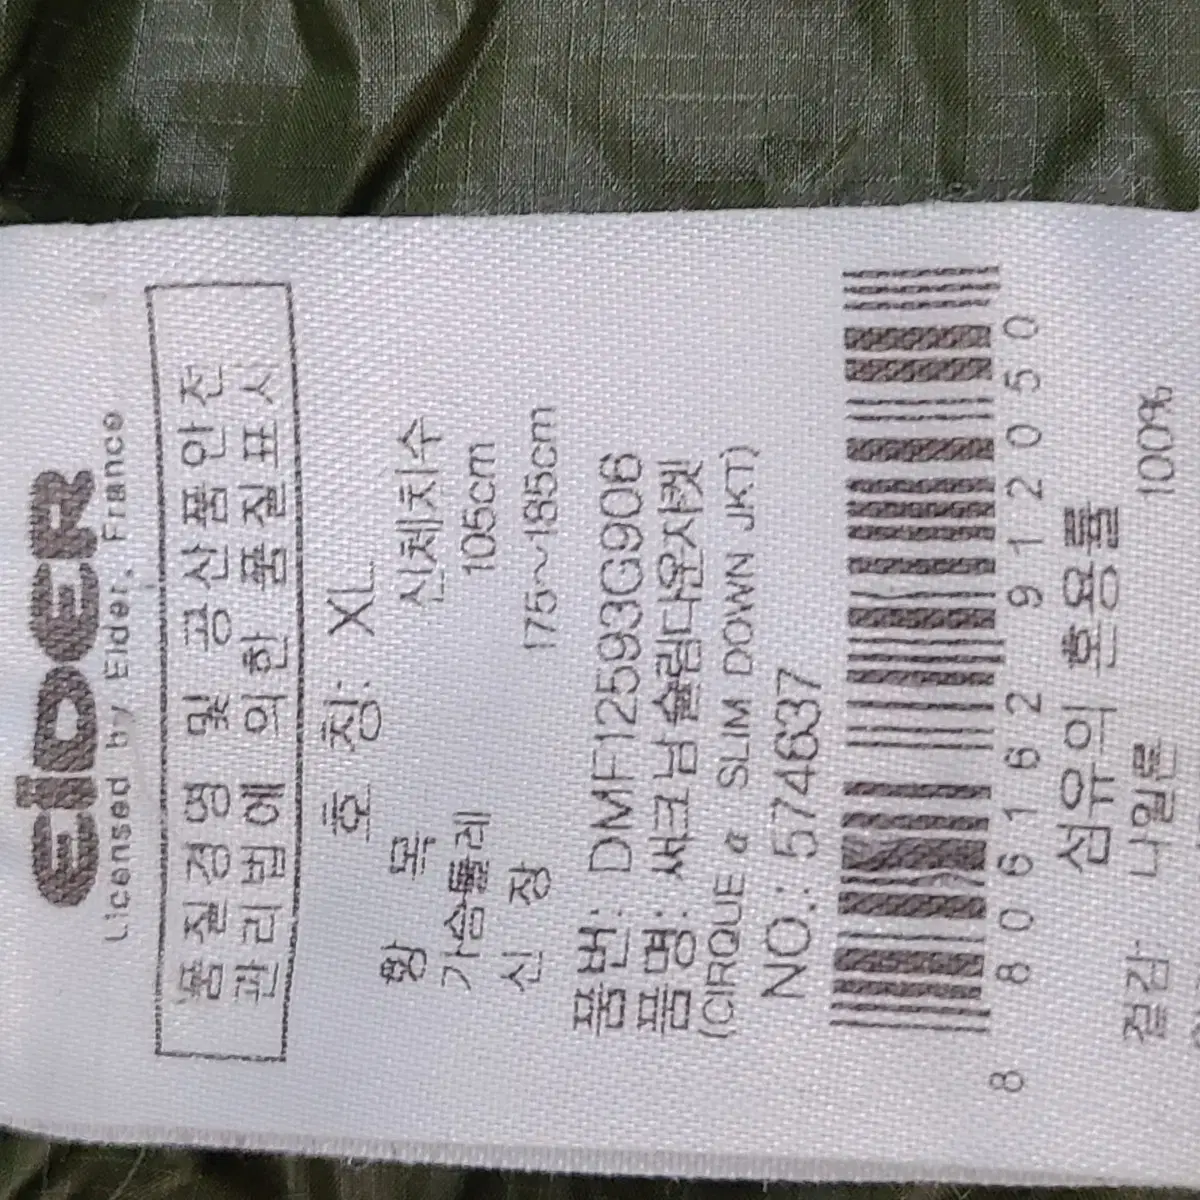 eiDER
Licensed by Eider, France
품질경영 및 공산품안전
관리법에 의한 품질표시
호 칭: XL
항 목 신체치수
가슴둘레 105cm
신 장 175~185cm
품번: DMF12593G906
품명: 써크남슬림다운자켓
(CIRQUE α SLIM DOWN JKT)
NO.: 574637
8 806162 912050
섬유의 혼용률
겉감: 나일론 100%